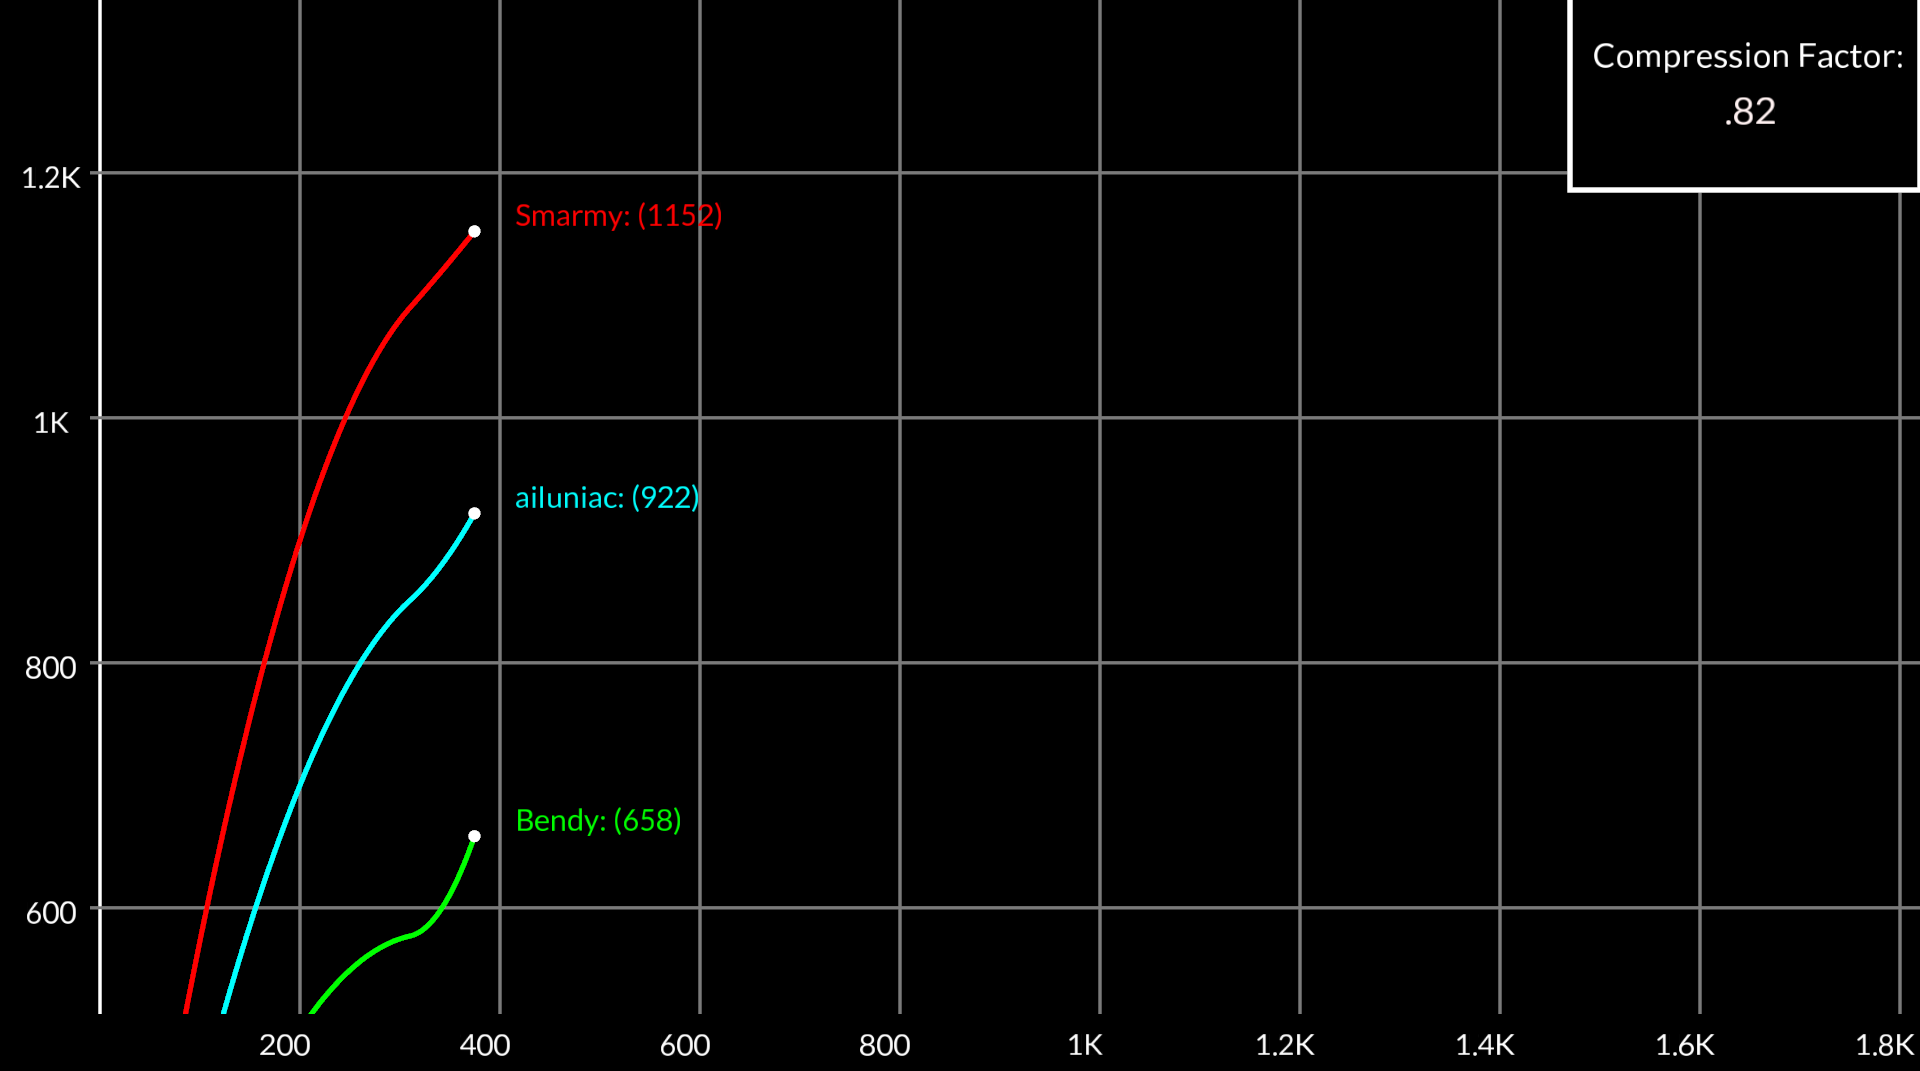 Compression Factor:
.82
1.2K
Smarmy: (1152)
1K
ailuniac: (922)
800
Bendy: (658)
600
200 400 600 800 1K 1.2K 1.4K 1.6K 1.8K